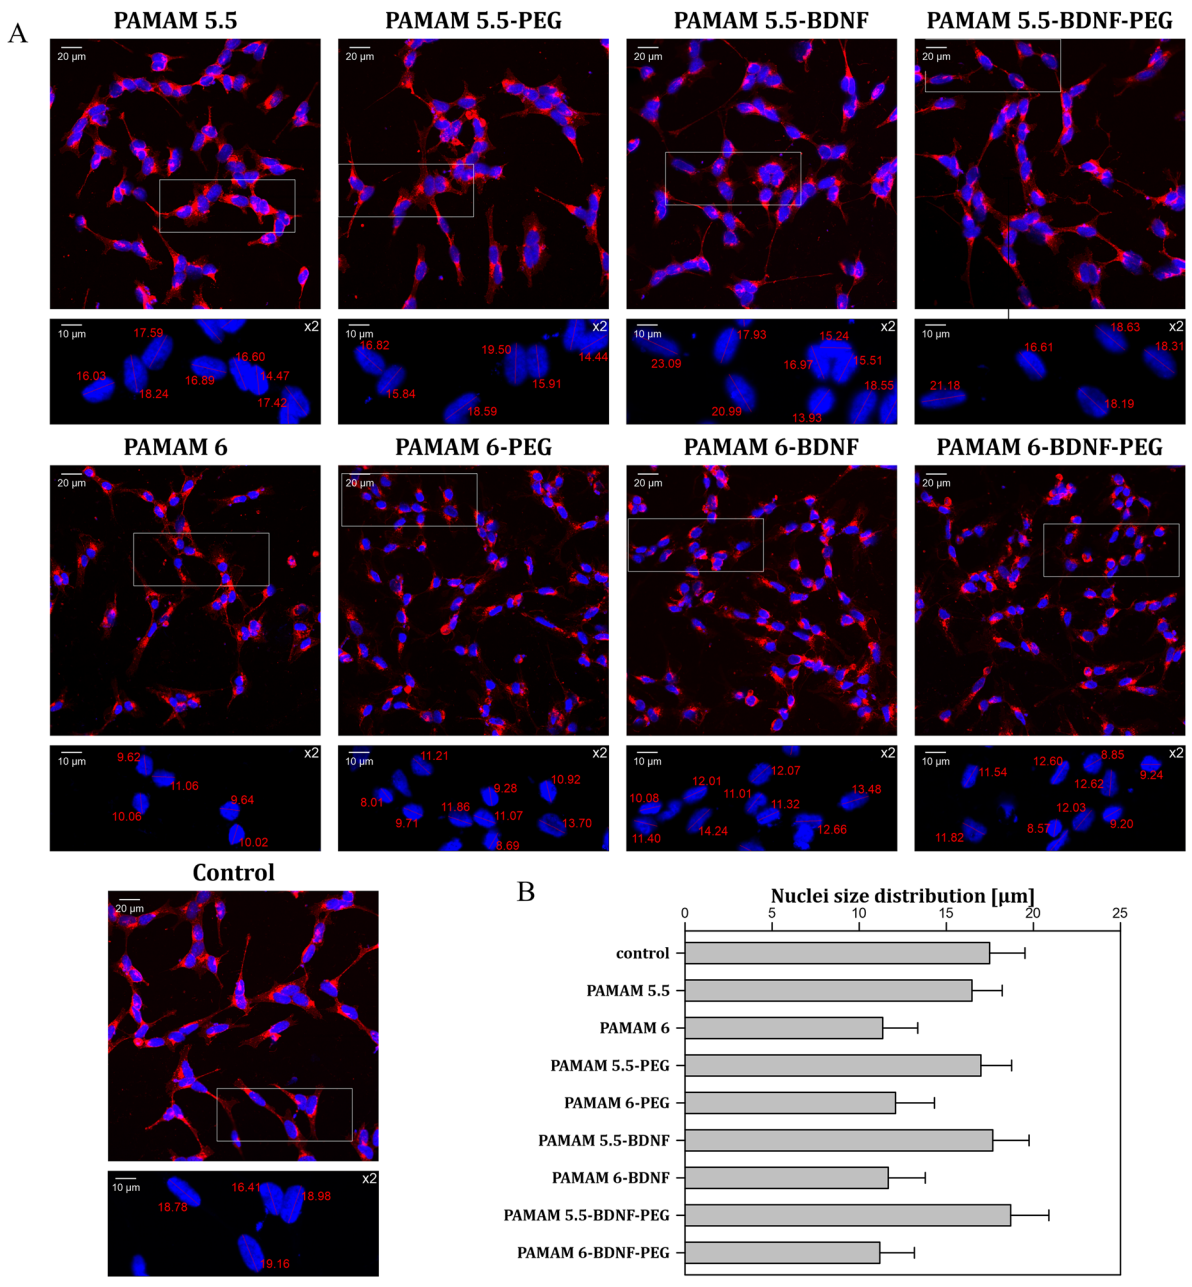 A
PAMAM 5.5
PAMAM 5.5-PEG
PAMAM 5.5-BDNF
PAMAM 5.5-BDNF-PEG
20 µm
20 µm
20 µm
20 µm
10 µm
x2
17.59
16.03
18.24
16.89
16.60
14.47
17.42
10 µm
x2
16.82
15.84
19.50
15.91
18.59
14.44
10 µm
x2
23.09
17.93
20.99
16.97
15.24
15.51
13.93
18.55
10 µm
x2
21.18
16.61
18.63
18.31
18.19
PAMAM 6
PAMAM 6-PEG
PAMAM 6-BDNF
PAMAM 6-BDNF-PEG
20 µm
20 µm
20 µm
20 µm
10 µm
x2
9.62
11.06
10.06
9.64
10.02
10 µm
x2
11.21
8.01
9.71
11.86
9.28
11.07
8.69
10.92
13.70
10 µm
x2
10.08
11.40
12.01
14.24
11.01
12.07
11.32
12.66
13.48
10 µm
x2
11.54
11.82
12.60
8.85
12.62
9.24
12.03
8.57
9.20
Control
20 µm
10 µm
x2
18.78
16.41
18.98
19.16
B
Nuclei size distribution [µm]
0 5 10 15 20 25
control
PAMAM 5.5
PAMAM 6
PAMAM 5.5-PEG
PAMAM 6-PEG
PAMAM 5.5-BDNF
PAMAM 6-BDNF
PAMAM 5.5-BDNF-PEG
PAMAM 6-BDNF-PEG